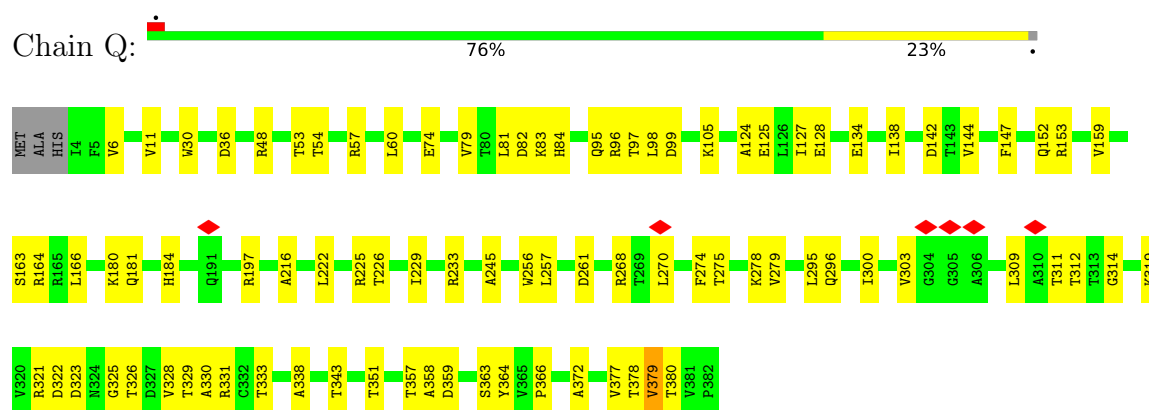 Chain Q:
76% 23%
MET ALA HIS I4 F5 V6 V11 W30 D36 R48 T53 T54 R57 L60 E74 V79 T80 L81 D82 K83 H84 Q95 R96 T97 L98 D99 K105 A124 E125 L126 I127 E128 E134 I138 D142 T143 V144 F147 Q152 R153 V159
S163 R164 R165 L166 K180 Q181 H184 Q191 R197 A216 L222 R225 T226 I229 R233 A245 W256 L257 D261 R268 T269 L270 F274 T275 K278 V279 L295 Q296 I300 V303 G304 G305 A306 L309 A310 T311 T312 T313 G314 K319
V320 R321 D322 D323 N324 G325 T326 D327 V328 T329 A330 R331 C332 T333 A338 T343 T351 T357 A358 D359 S363 Y364 V365 P366 A372 V377 T378 V379 T380 V381 P382